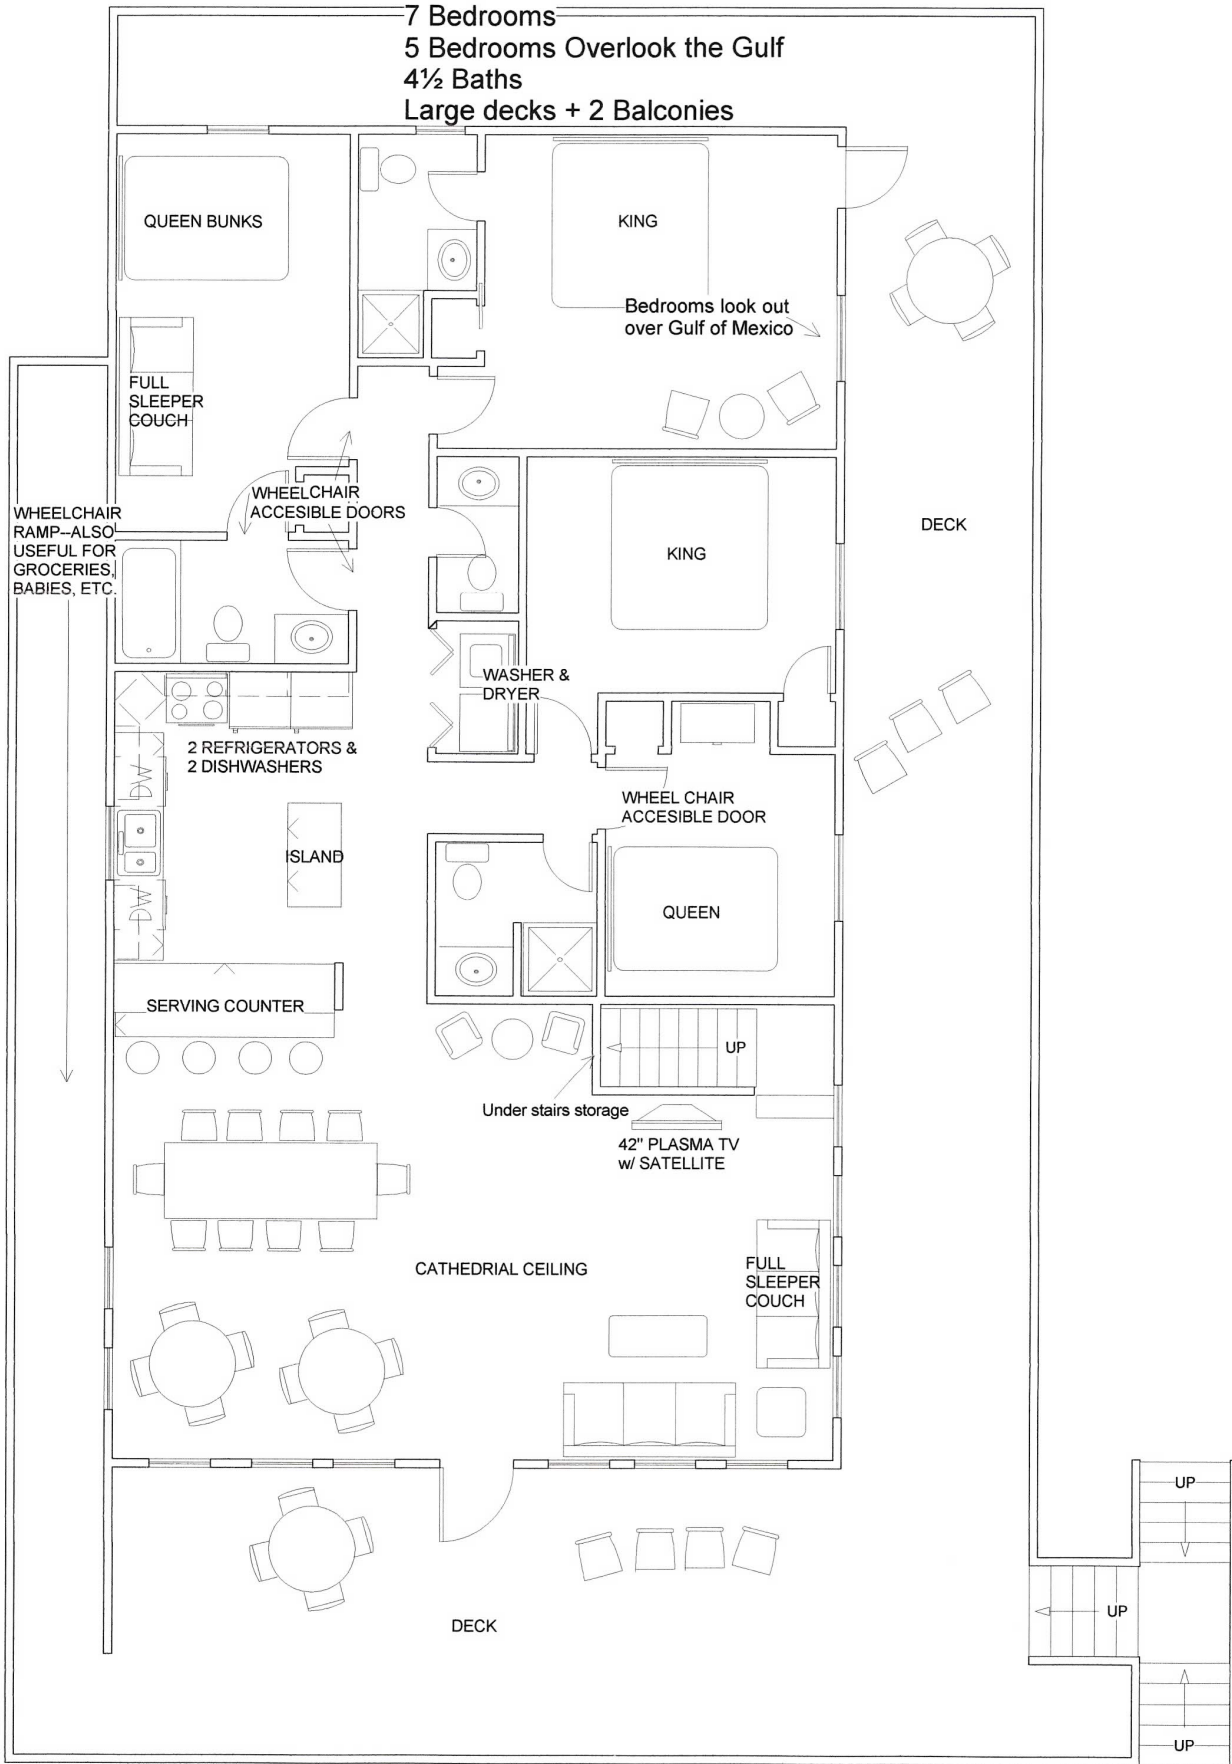 7 Bedrooms
5 Bedrooms Overlook the Gulf
4½ Baths
Large decks + 2 Balconies
QUEEN BUNKS
KING
Bedrooms look out
over Gulf of Mexico
FULL
SLEEPER
COUCH
WHEELCHAIR
ACCESIBLE DOORS
WHEELCHAIR
RAMP--ALSO
USEFUL FOR
GROCERIES,
BABIES, ETC.
DECK
KING
WASHER &
DRYER
2 REFRIGERATORS &
2 DISHWASHERS
WHEEL CHAIR
ACCESIBLE DOOR
ISLAND
QUEEN
SERVING COUNTER
UP
Under stairs storage
42" PLASMA TV
w/ SATELLITE
CATHEDRIAL CEILING
FULL
SLEEPER
COUCH
UP
UP
DECK
UP